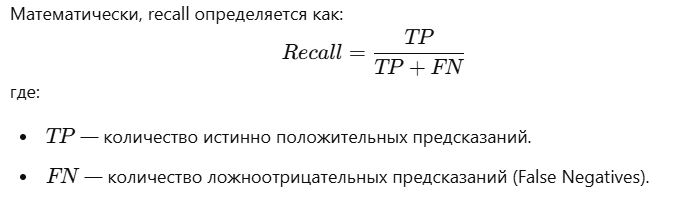 Математически, recall определяется как:
Recall = TP / (TP + FN)
где:
• TP — количество истинно положительных предсказаний.
• FN — количество ложноотрицательных предсказаний (False Negatives).